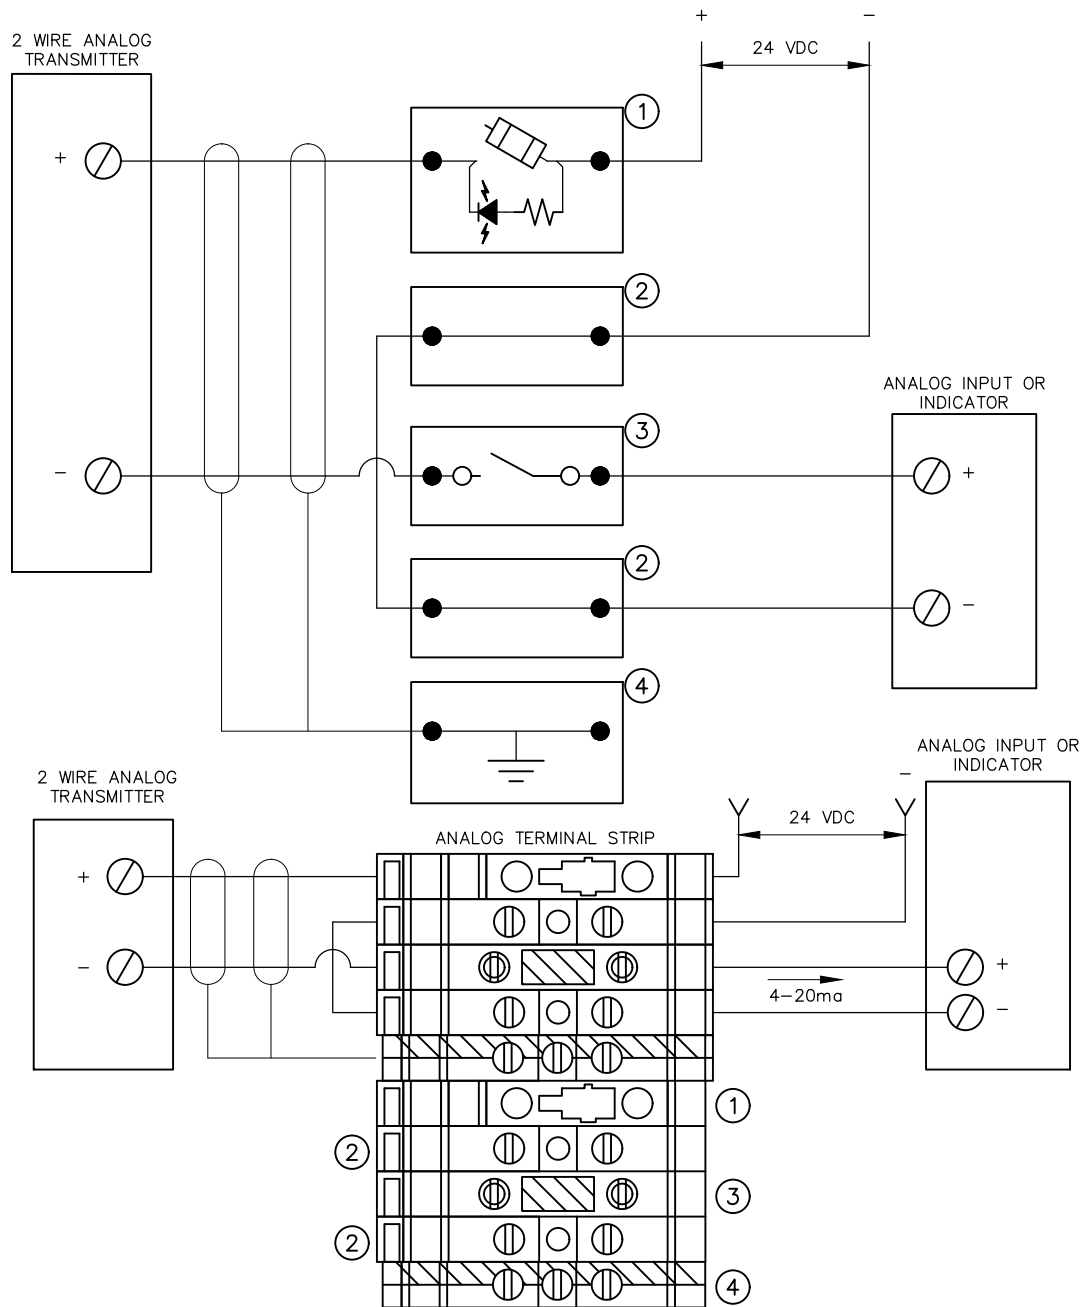 + −
2 WIRE ANALOG
TRANSMITTER
24 VDC
1
+
2
ANALOG INPUT OR
INDICATOR
3
−
+
2
−
4
ANALOG INPUT OR
INDICATOR
2 WIRE ANALOG
TRANSMITTER
−
24 VDC
ANALOG TERMINAL STRIP
+
−
+
4−20ma
−
1
2
3
2
4